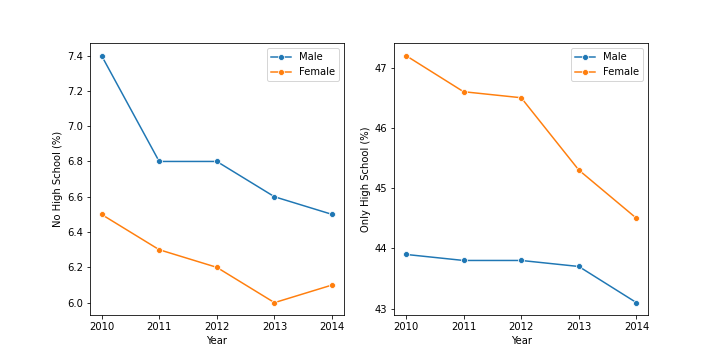 No High School (%)
7.4
7.2
7.0
6.8
6.6
6.4
6.2
6.0
Male
Female
2010 2011 2012 2013 2014
Year
Only High School (%)
47
46
45
44
43
Male
Female
2010 2011 2012 2013 2014
Year